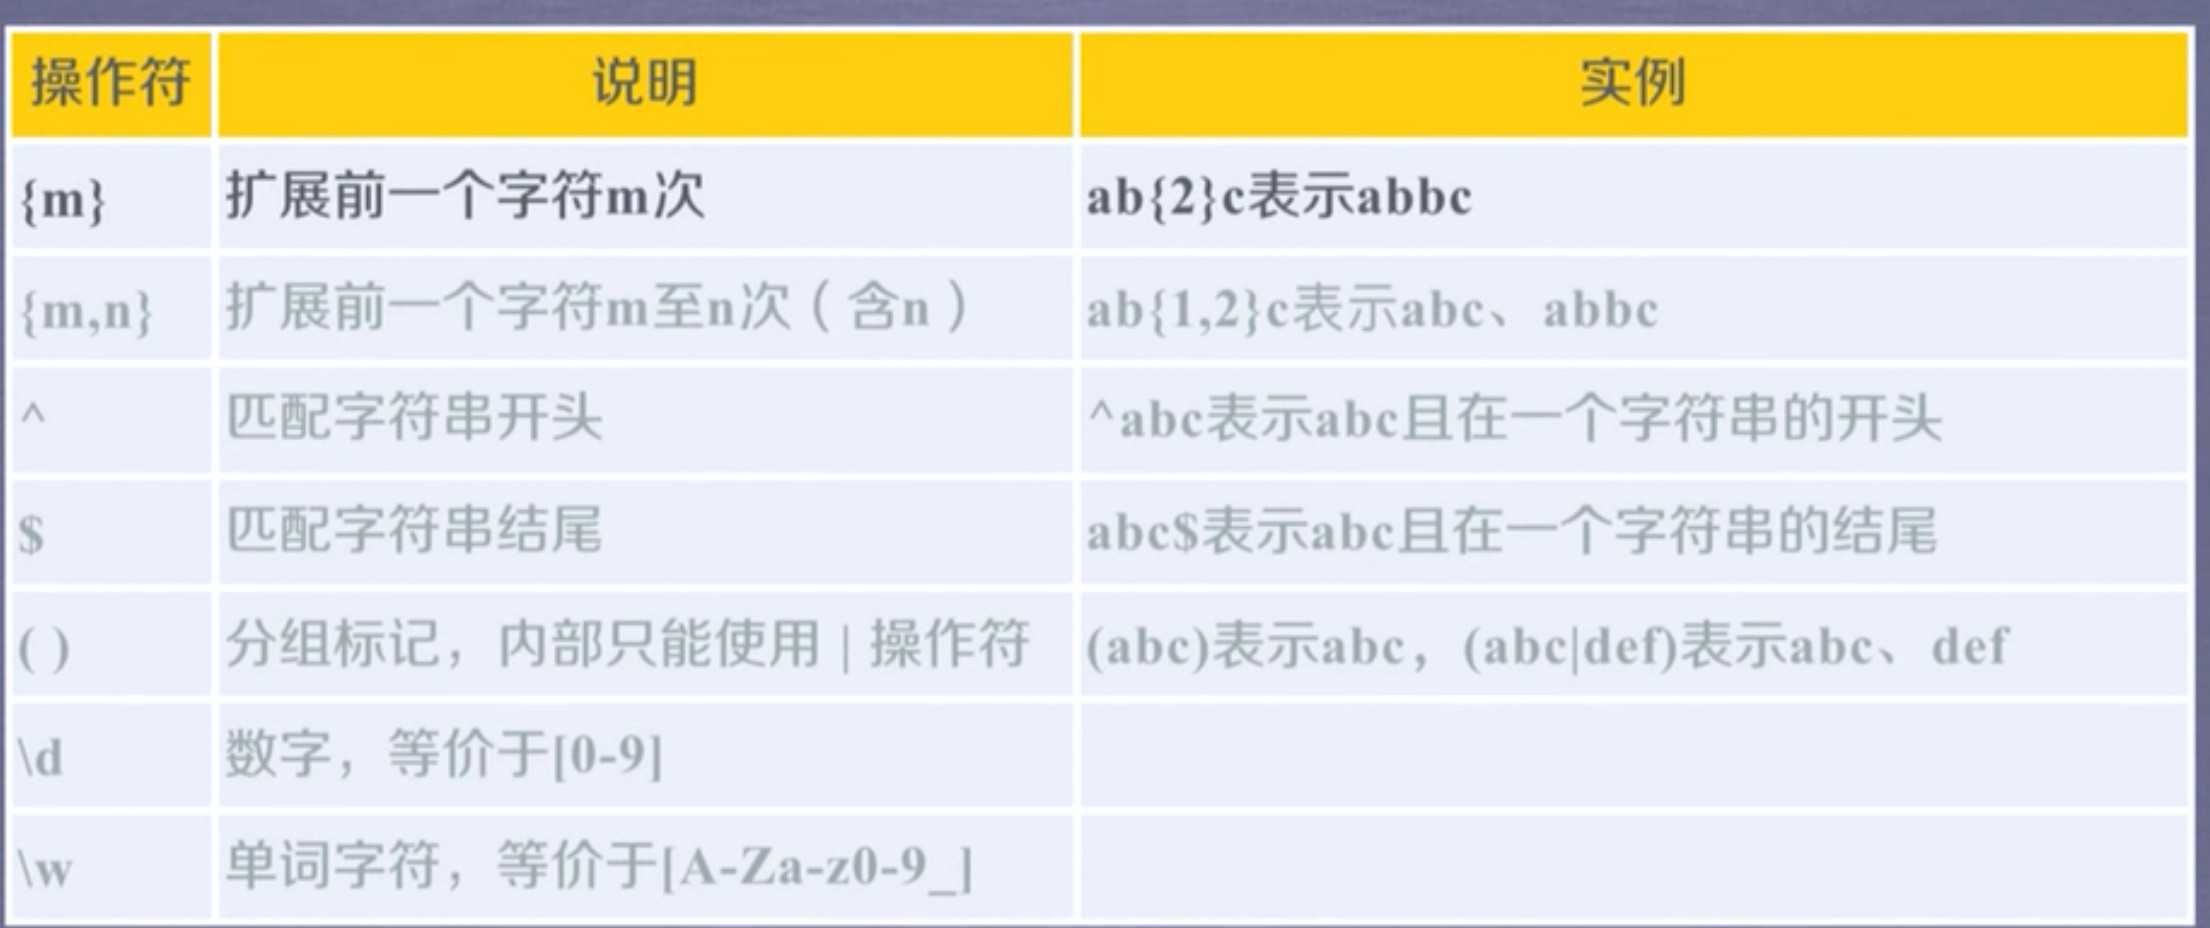 操作符 说明 实例
{m} 扩展前一个字符m次 ab{2}c表示abbc
{m,n} 扩展前一个字符m至n次（含n） ab{1,2}c表示abc、abbc
^ 匹配字符串开头 ^abc表示abc且在一个字符串的开头
$ 匹配字符串结尾 abc$表示abc且在一个字符串的结尾
( ) 分组标记，内部只能使用 | 操作符 (abc)表示abc，(abc|def)表示abc、def
\d 数字，等价于[0-9]
\w 单词字符，等价于[A-Za-z0-9_]